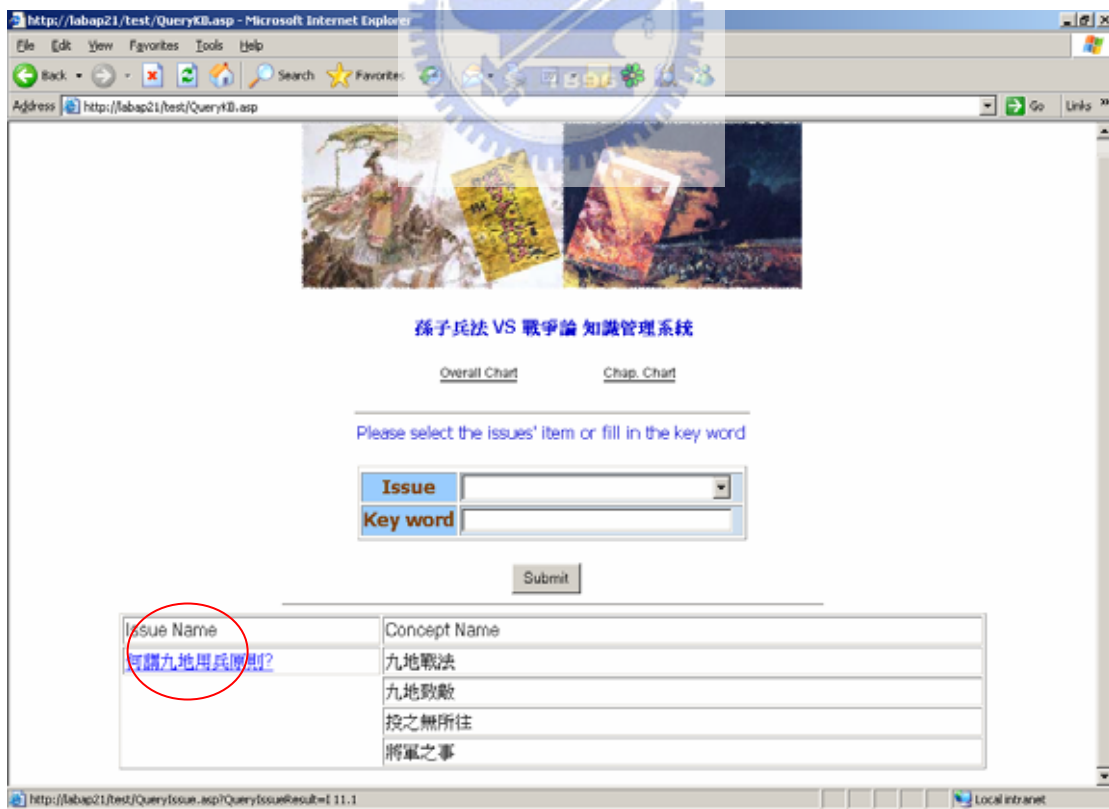 http://labap21/test/QueryKB.asp - Microsoft Internet Explorer
File Edit View Favorites Tools Help
Back Search Favorites
Address http://labap21/test/QueryKB.asp Go Links
孫子兵法 VS 戰爭論 知識管理系統
Overall Chart Chap. Chart
Please select the issues' item or fill in the key word
Issue
Key word
Submit
Issue Name Concept Name
何謂九地用兵原則? 九地戰法
九地致敵
投之無所往
將軍之事
http://labap21/test/QueryIssue.asp?QueryIssueResult=I 11.1 Local intranet